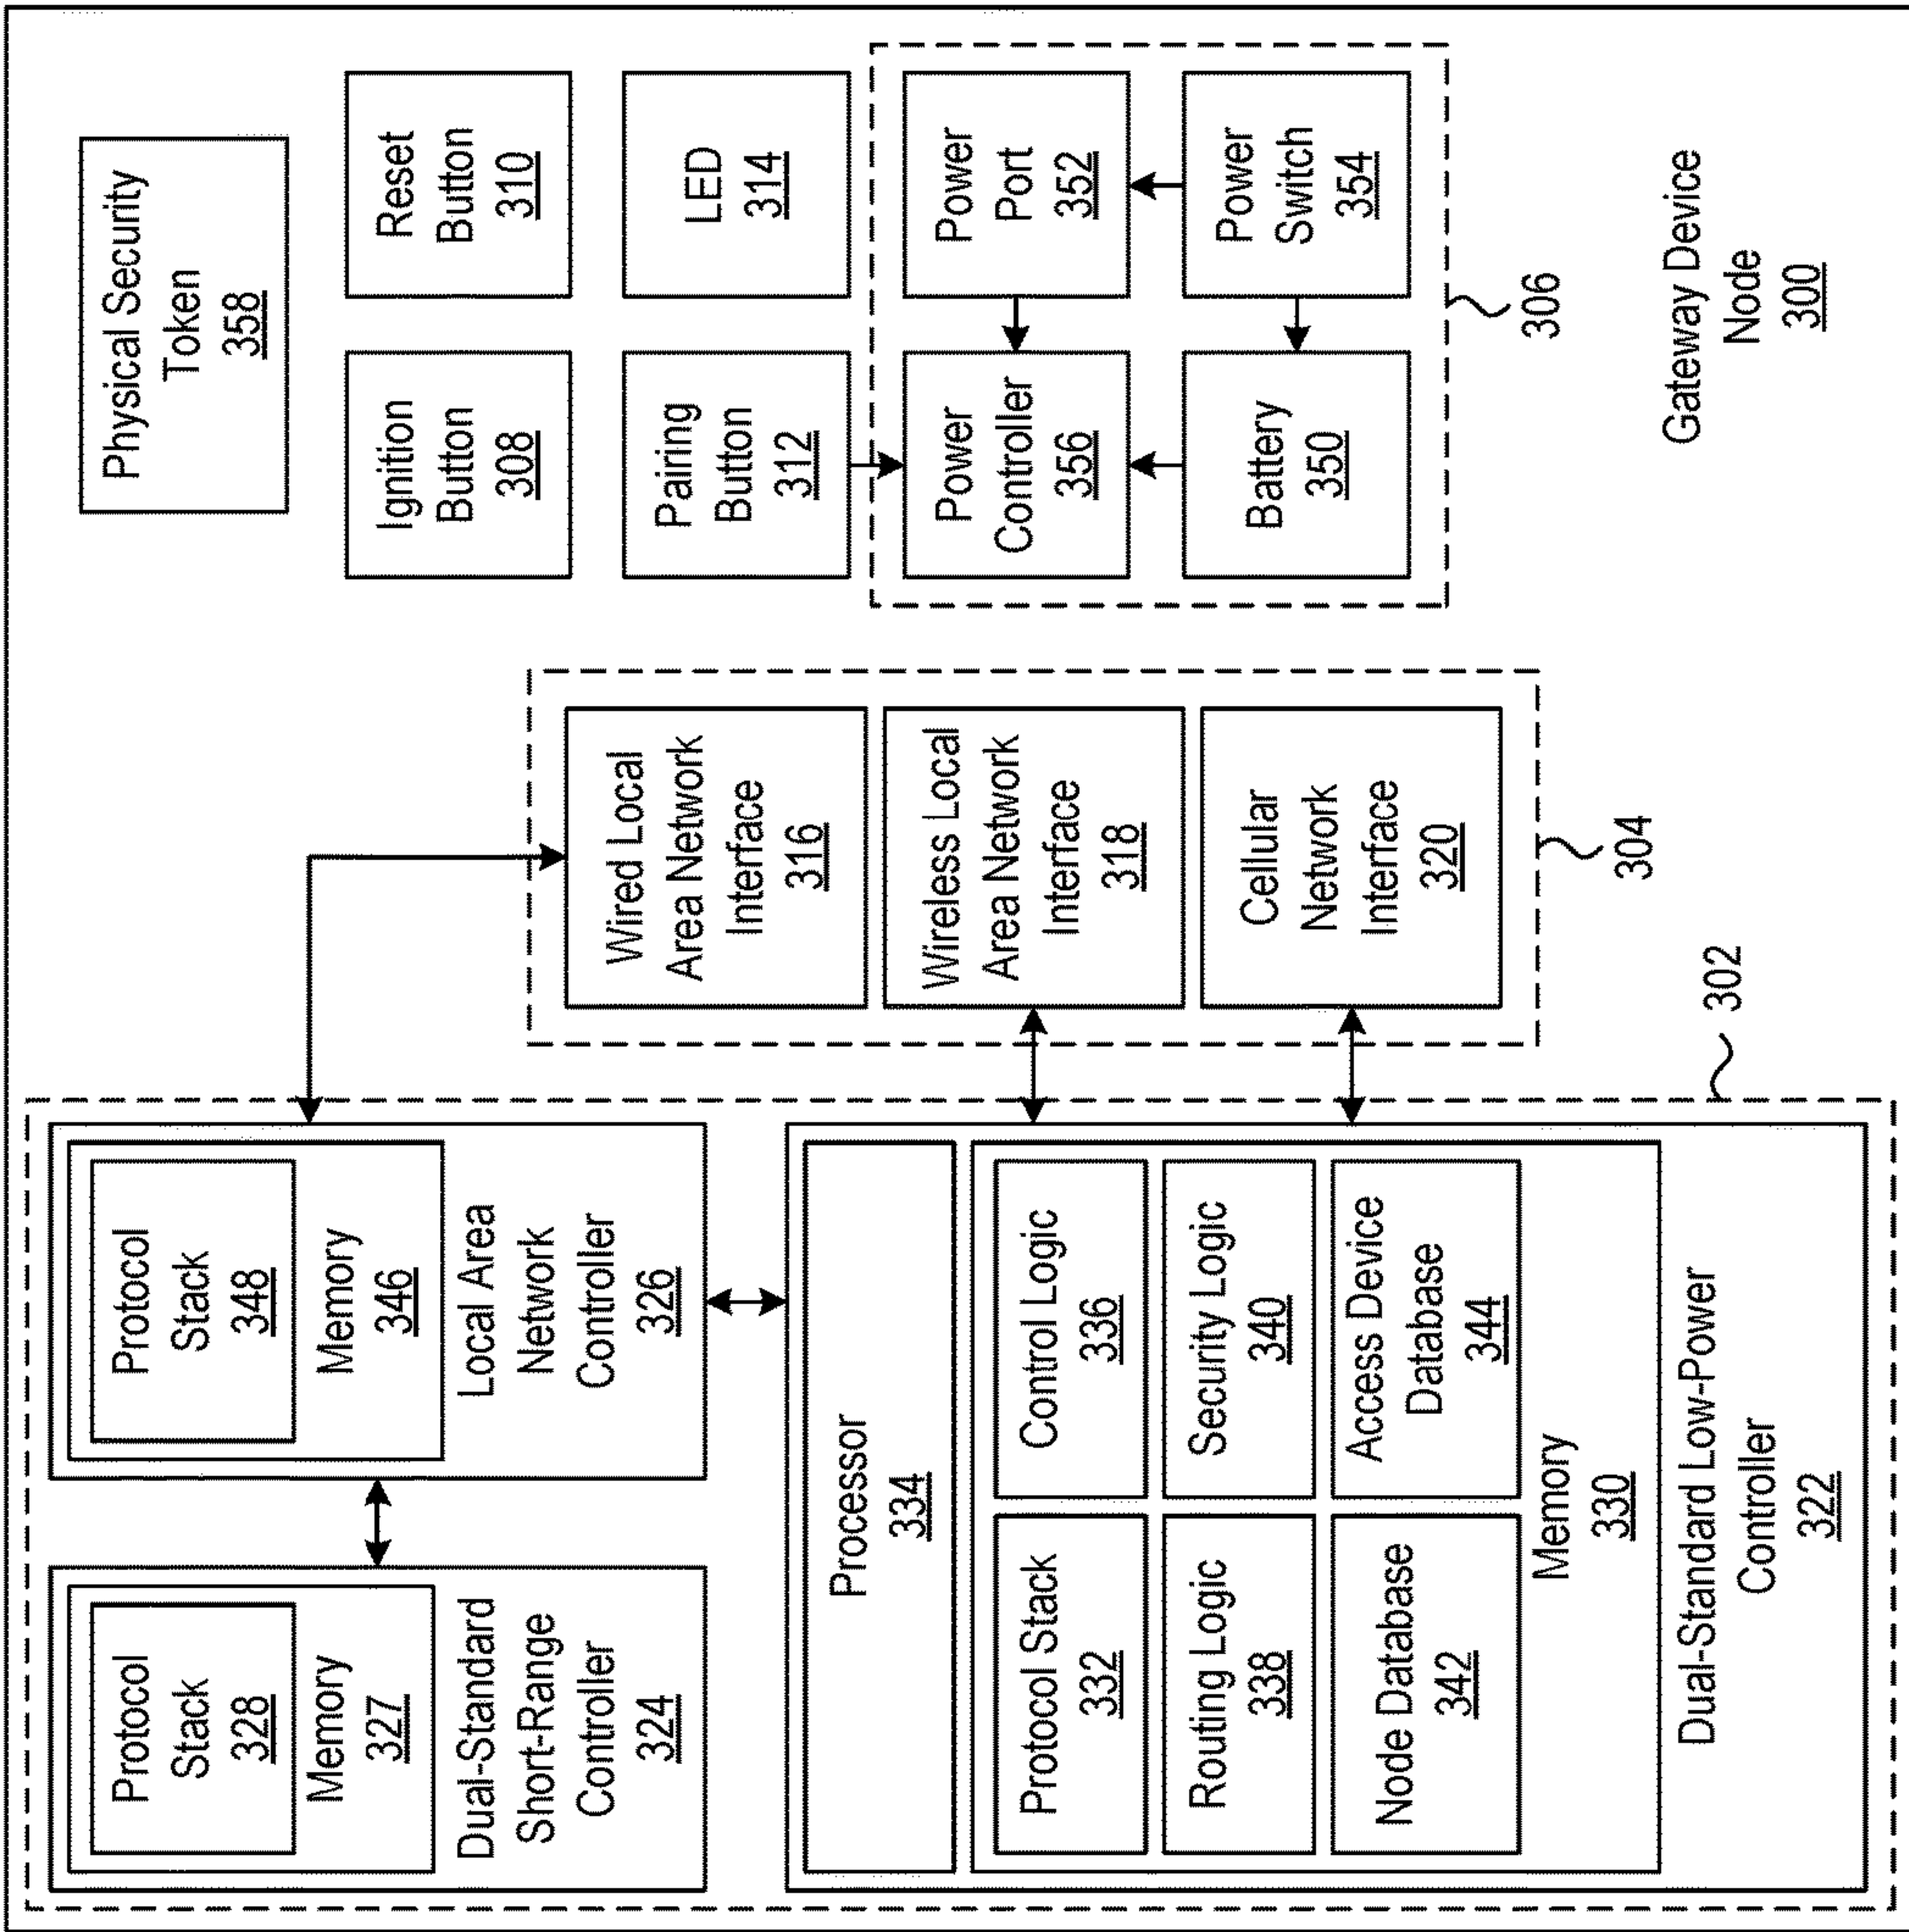 Protocol
Stack
328
Memory
327
Dual-Standard
Short-Range
Controller
324
Protocol
Stack
348
Memory
346
Local Area
Network
Controller
326
Processor
334
Protocol Stack
332
Control Logic
336
Routing Logic
338
Security Logic
340
Node Database
342
Access Device
Database
344
Memory
330
Dual-Standard Low-Power
Controller
322
302
Wired Local
Area Network
Interface
316
Wireless Local
Area Network
Interface
318
Cellular
Network
Interface
320
304
Physical Security
Token
358
Ignition
Button
308
Reset
Button
310
Pairing
Button
312
LED
314
Power
Controller
356
Power
Port
352
Battery
350
Power
Switch
354
306
Gateway Device
Node
300